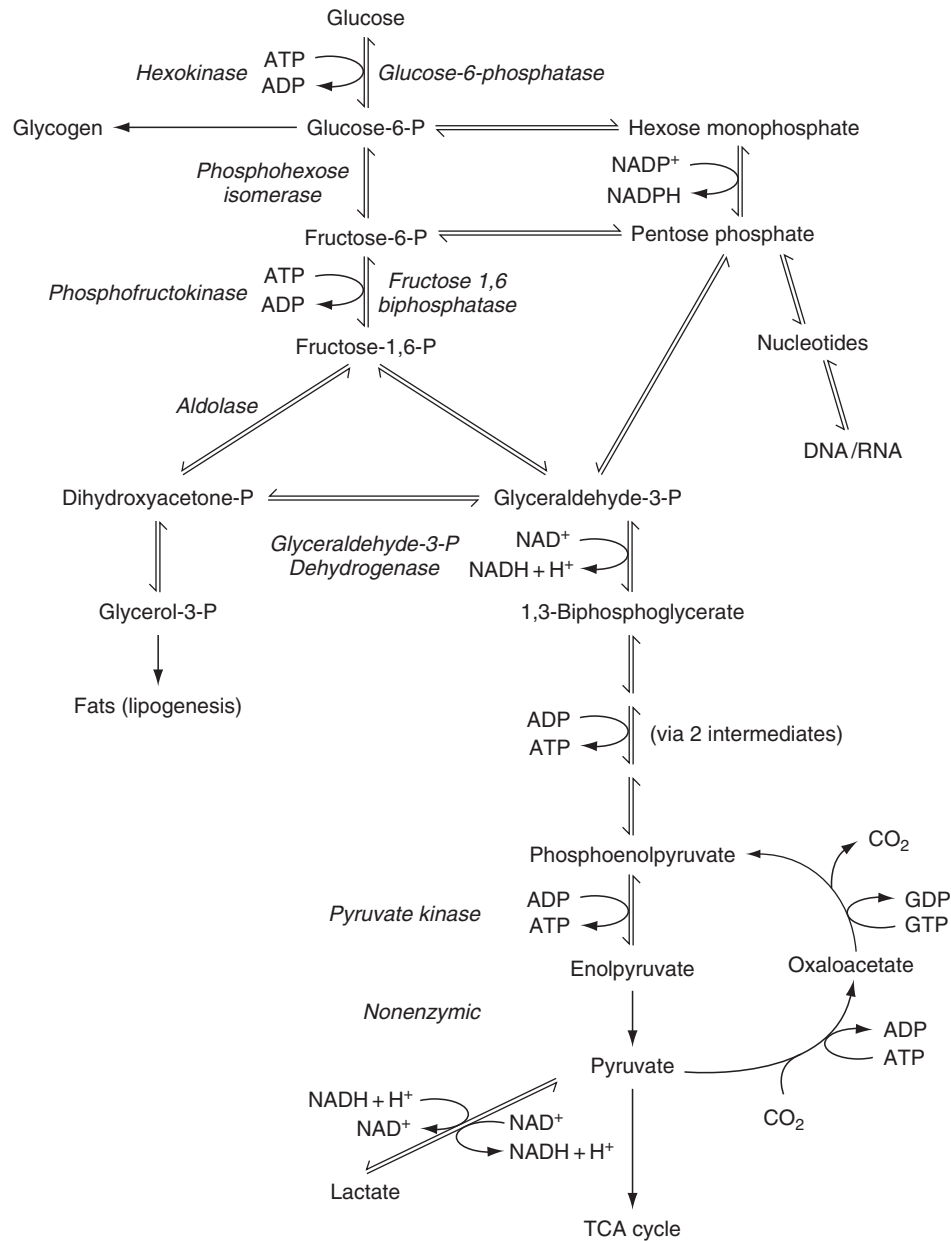 Glucose
ATP
Hexokinase
ADP
Glucose-6-phosphatase
Glycogen
Glucose-6-P
Hexose monophosphate
Phosphohexose
isomerase
NADP+
NADPH
Fructose-6-P
Pentose phosphate
ATP
Phosphofructokinase
ADP
Fructose 1,6
biphosphatase
Fructose-1,6-P
Nucleotides
Aldolase
DNA/RNA
Dihydroxyacetone-P
Glyceraldehyde-3-P
Glyceraldehyde-3-P
Dehydrogenase
NAD+
NADH + H+
Glycerol-3-P
1,3-Biphosphoglycerate
Fats (lipogenesis)
ADP
ATP
(via 2 intermediates)
Phosphoenolpyruvate
CO2
ADP
Pyruvate kinase
ATP
GDP
GTP
Enolpyruvate
Oxaloacetate
Nonenzymic
ADP
ATP
Pyruvate
CO2
NADH + H+
NAD+
NAD+
NADH + H+
Lactate
TCA cycle